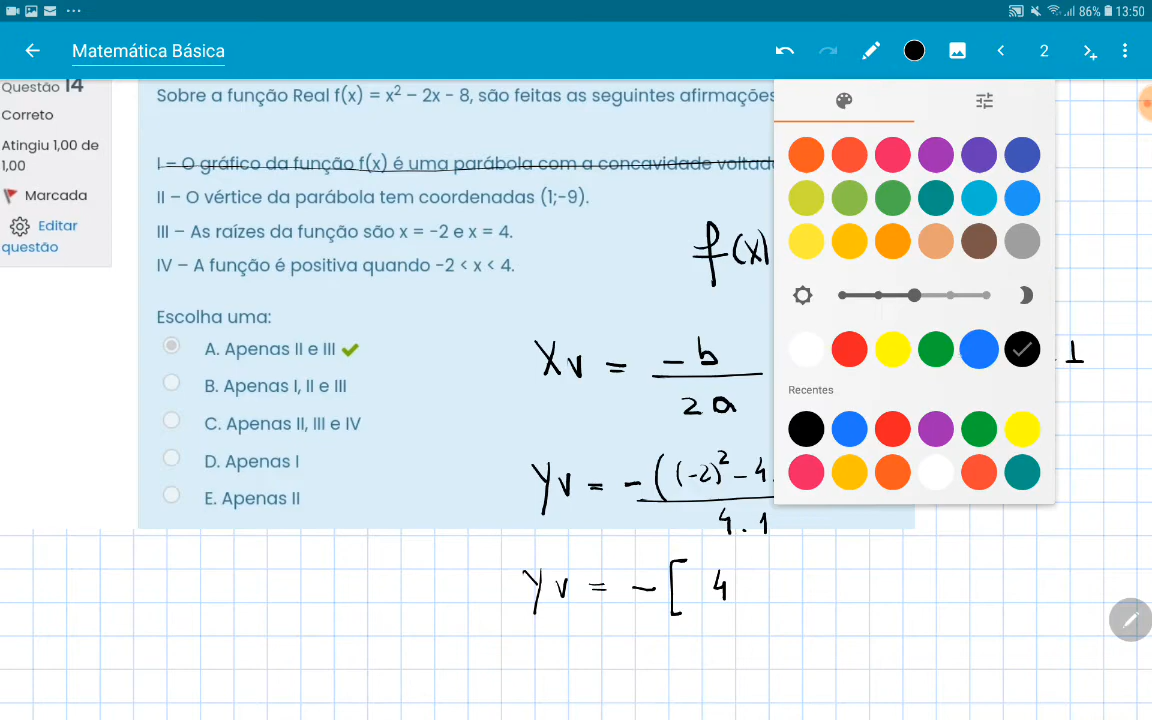 86% 13:50
Matemática Básica
2
Questão 14
Correto
Atingiu 1,00 de
1,00
Marcada
Editar
questão
Sobre a função Real f(x) = x² − 2x - 8, são feitas as seguintes afirmações
I – O gráfico da função f(x) é uma parábola com a concavidade voltada
II – O vértice da parábola tem coordenadas (1;-9).
III – As raízes da função são x = -2 e x = 4.
IV – A função é positiva quando -2 < x < 4.
Escolha uma:
A. Apenas II e III
B. Apenas I, II e III
C. Apenas II, III e IV
D. Apenas I
E. Apenas II
f(x)
Xv = -b
2a
. 1
Yv = -((-2)² - 4.
4 . 1
Yv = -[ 4
Recentes